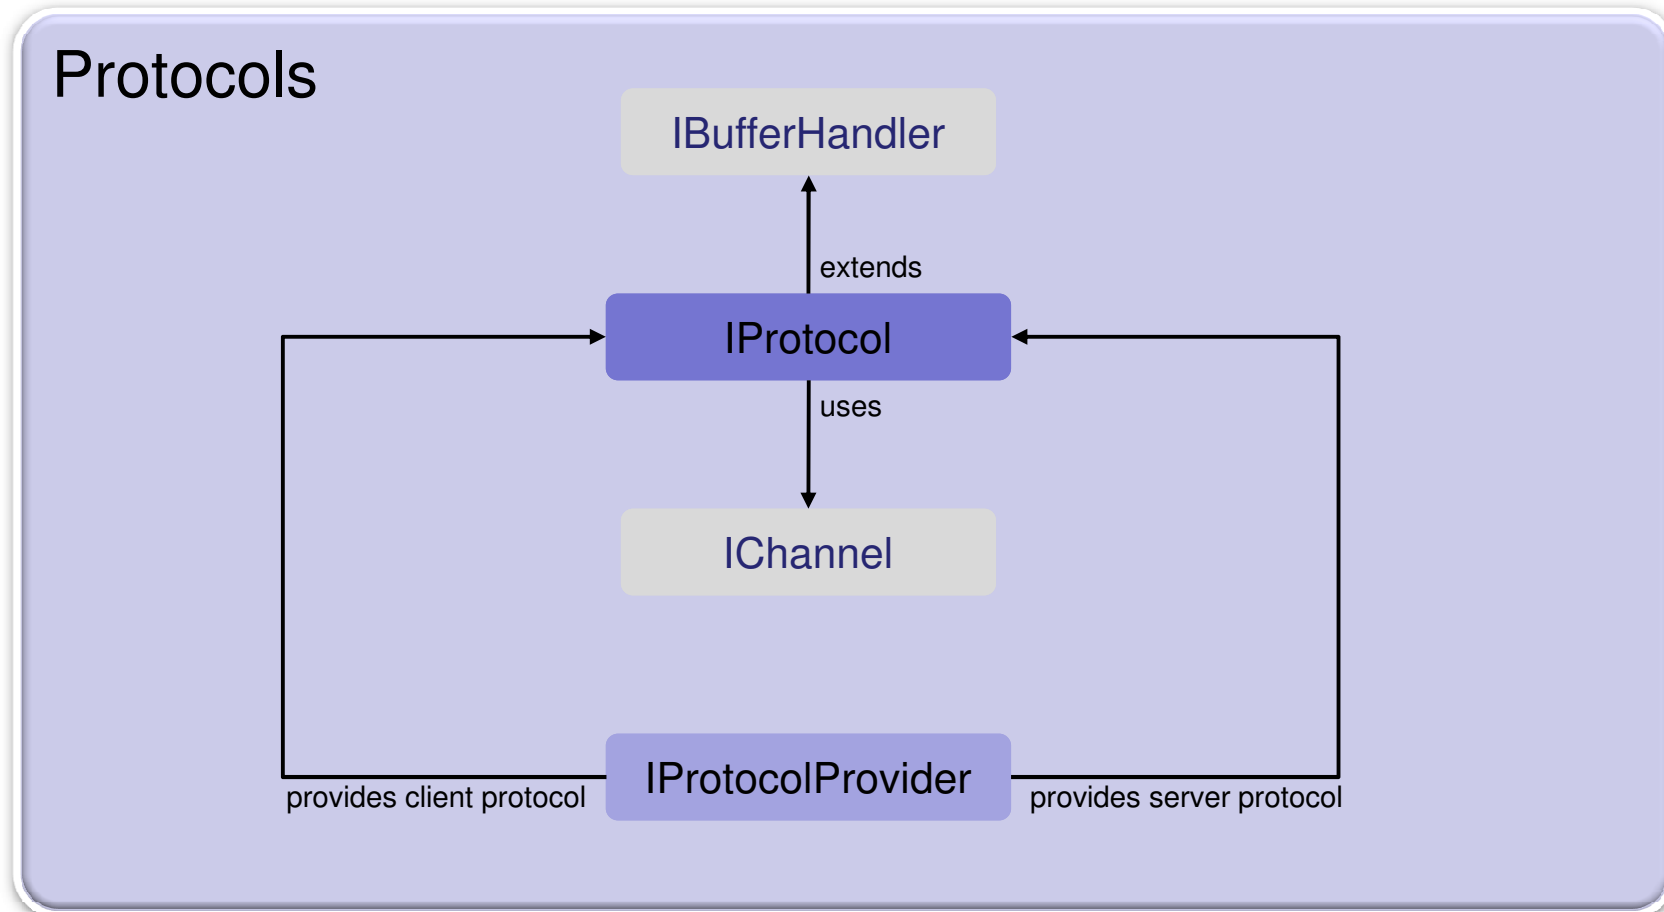 Protocols
IBufferHandler
extends
IProtocol
uses
IChannel
IProtocolProvider
provides client protocol
provides server protocol